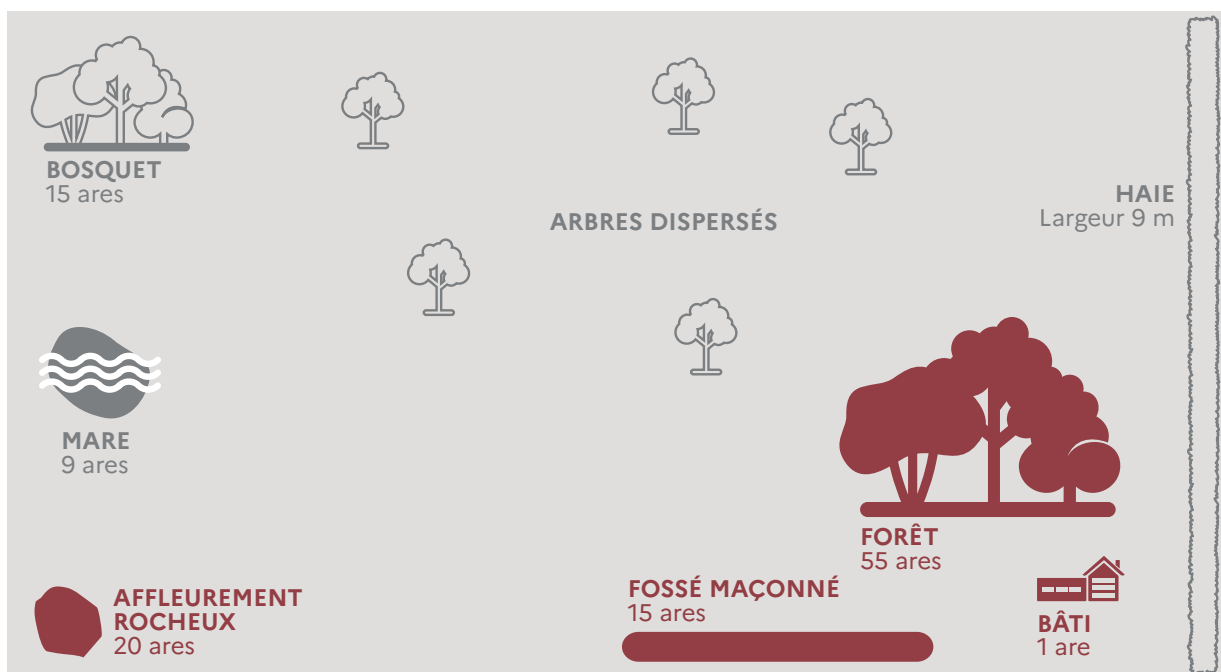 BOSQUET
15 ares
ARBRES DISPERSÉS
HAIE
Largeur 9 m
MARE
9 ares
FORÊT
55 ares
AFFLEUREMENT
ROCHEUX
20 ares
FOSSÉ MAÇONNÉ
15 ares
BÂTI
1 are